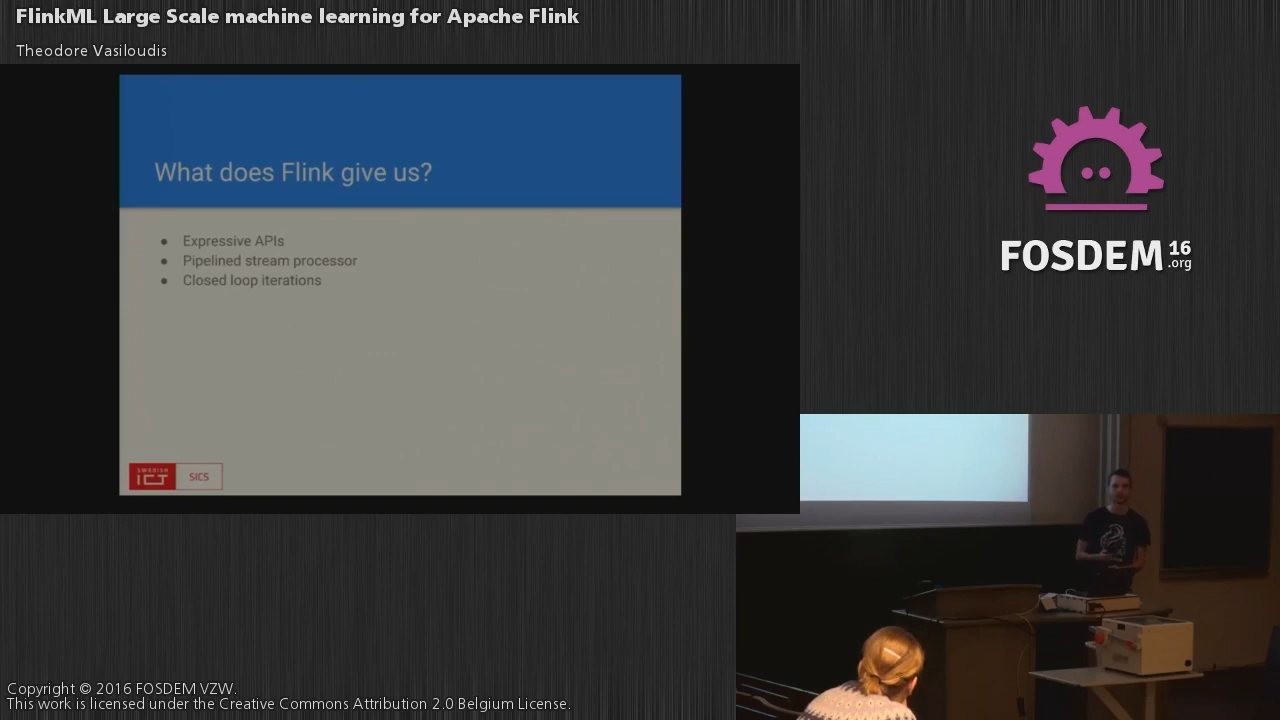 FlinkML Large Scale machine learning for Apache Flink
Theodore Vasiloudis
What does Flink give us?
● Expressive APIs
● Pipelined stream processor
● Closed loop iterations
SWEDISH
ICT
SICS
FOSDEM 16
.org
Copyright © 2016 FOSDEM VZW.
This work is licensed under the Creative Commons Attribution 2.0 Belgium License.